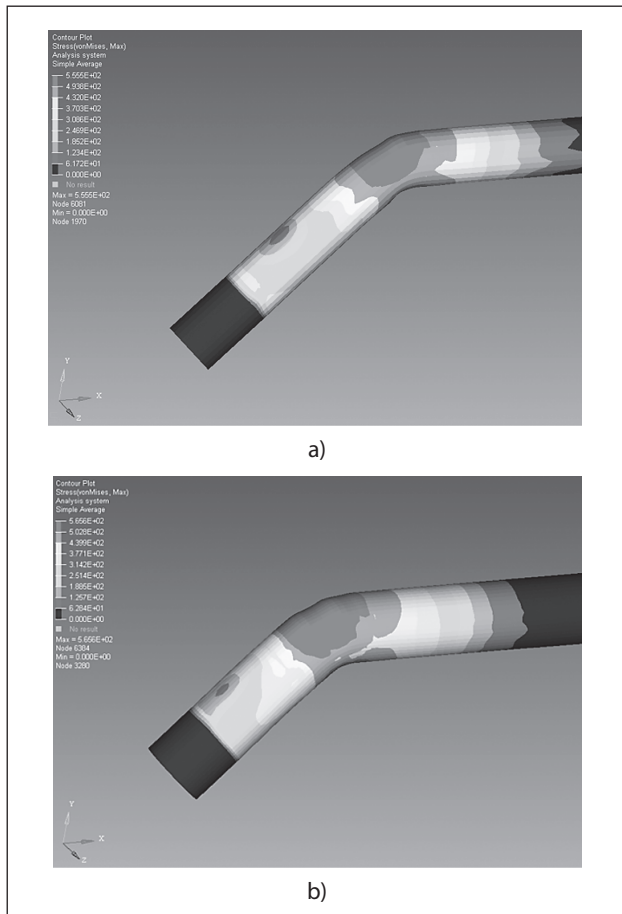 Contour Plot
Stress(vonMises, Max)
Analysis system
Simple Average
5.555E+02
4.938E+02
4.320E+02
3.703E+02
3.086E+02
2.469E+02
1.852E+02
1.234E+02
6.172E+01
0.000E+00
No result
Max = 5.555E+02
Node 6081
Min = 0.000E+00
Node 1970
Y
X
Z
a)
Contour Plot
Stress(vonMises, Max)
Analysis system
Simple Average
5.656E+02
5.028E+02
4.399E+02
3.771E+02
3.142E+02
2.514E+02
1.885E+02
1.257E+02
6.284E+01
0.000E+00
No result
Max = 5.656E+02
Node 6384
Min = 0.000E+00
Node 3280
Y
X
Z
b)